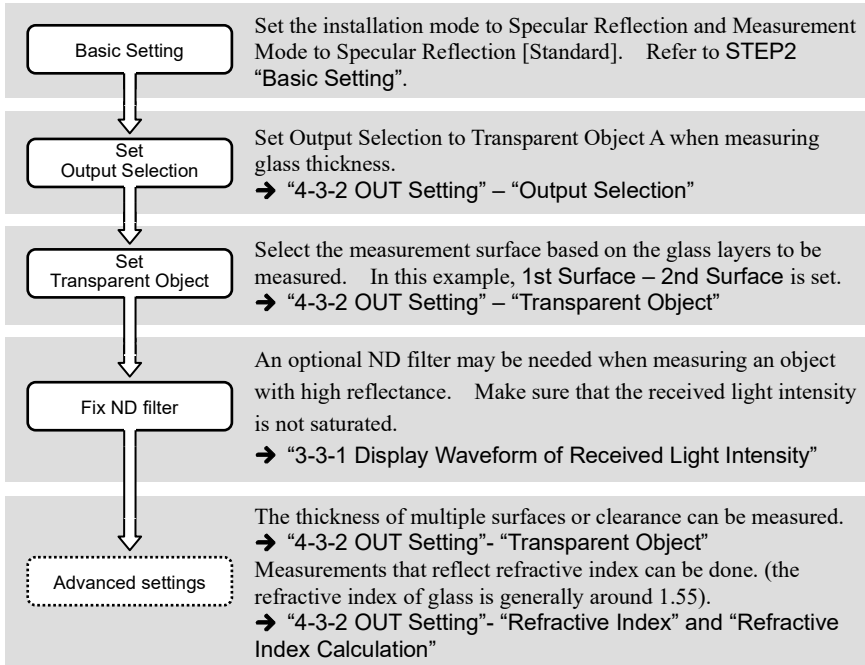 Basic Setting
Set the installation mode to Specular Reflection and Measurement
Mode to Specular Reflection [Standard]. Refer to STEP2
“Basic Setting”.
Set
Output Selection
Set Output Selection to Transparent Object A when measuring
glass thickness.
➔ “4-3-2 OUT Setting” – “Output Selection”
Set
Transparent Object
Select the measurement surface based on the glass layers to be
measured. In this example, 1st Surface – 2nd Surface is set.
➔ “4-3-2 OUT Setting” – “Transparent Object”
Fix ND filter
An optional ND filter may be needed when measuring an object
with high reflectance. Make sure that the received light intensity
is not saturated.
➔ “3-3-1 Display Waveform of Received Light Intensity”
Advanced settings
The thickness of multiple surfaces or clearance can be measured.
➔ “4-3-2 OUT Setting”- “Transparent Object”
Measurements that reflect refractive index can be done. (the
refractive index of glass is generally around 1.55).
➔ “4-3-2 OUT Setting”- “Refractive Index” and “Refractive
Index Calculation”